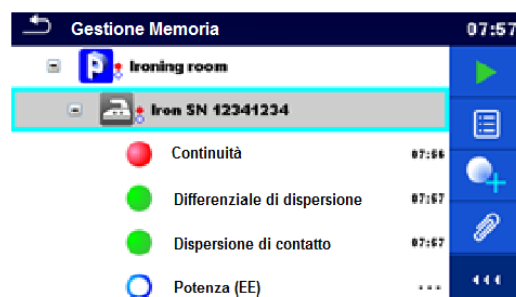 Gestione Memoria 07:57
Ironing room
Iron SN 12341234
Continuità 07:56
Differenziale di dispersione 07:57
Dispersione di contatto 07:57
Potenza (EE) ...